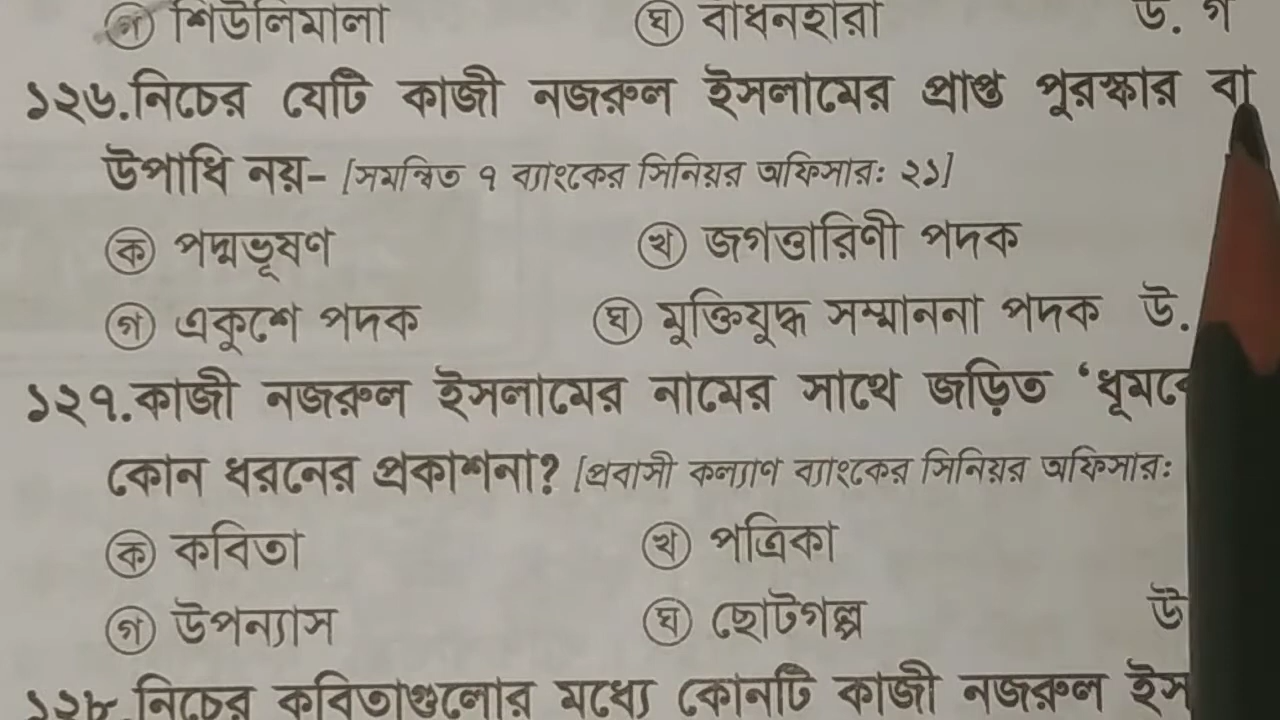 গ শিউলিমালা ঘ বাঁধনহারা উ. গ
১২৬.নিচের যেটি কাজী নজরুল ইসলামের প্রাপ্ত পুরস্কার বা
উপাধি নয়- [সমন্বিত ৭ ব্যাংকের সিনিয়র অফিসার: ২১]
ক পদ্মভূষণ খ জগত্তারিণী পদক
গ একুশে পদক ঘ মুক্তিযুদ্ধ সম্মাননা পদক উ.
১২৭.কাজী নজরুল ইসলামের নামের সাথে জড়িত ‘ধূমকে
কোন ধরনের প্রকাশনা? [প্রবাসী কল্যাণ ব্যাংকের সিনিয়র অফিসার:
ক কবিতা খ পত্রিকা
গ উপন্যাস ঘ ছোটগল্প উ
১২৮.নিচের কবিতাগুলোর মধ্যে কোনটি কাজী নজরুল ইস